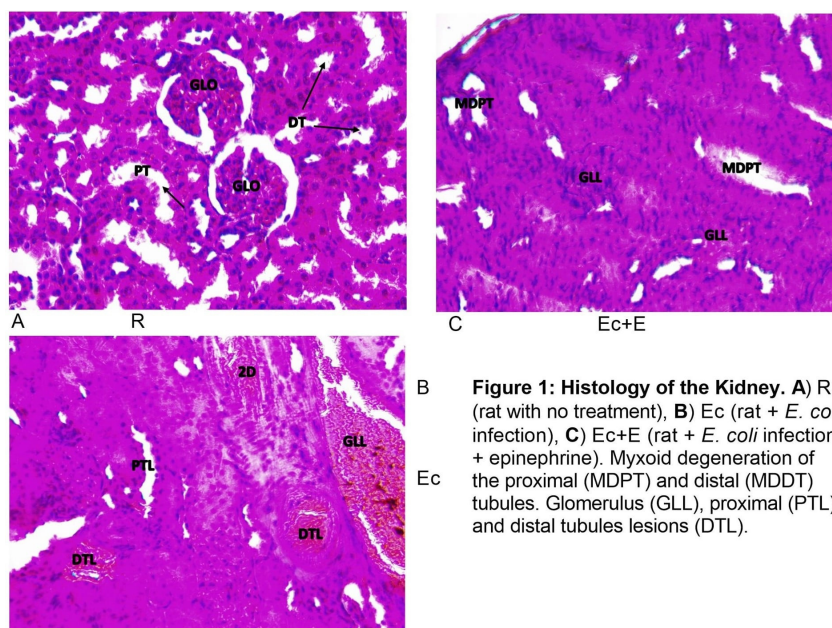 GLO
DT
PT
GLO
A R
MDPT
MDPT
GLL
GLL
C Ec+E
2D
GLL
PTL
DTL
DTL
B
Ec
Figure 1: Histology of the Kidney. A) R
(rat with no treatment), B) Ec (rat + E. co
infection), C) Ec+E (rat + E. coli infection
+ epinephrine). Myxoid degeneration of
the proximal (MDPT) and distal (MDDT)
tubules. Glomerulus (GLL), proximal (PTL)
and distal tubules lesions (DTL).